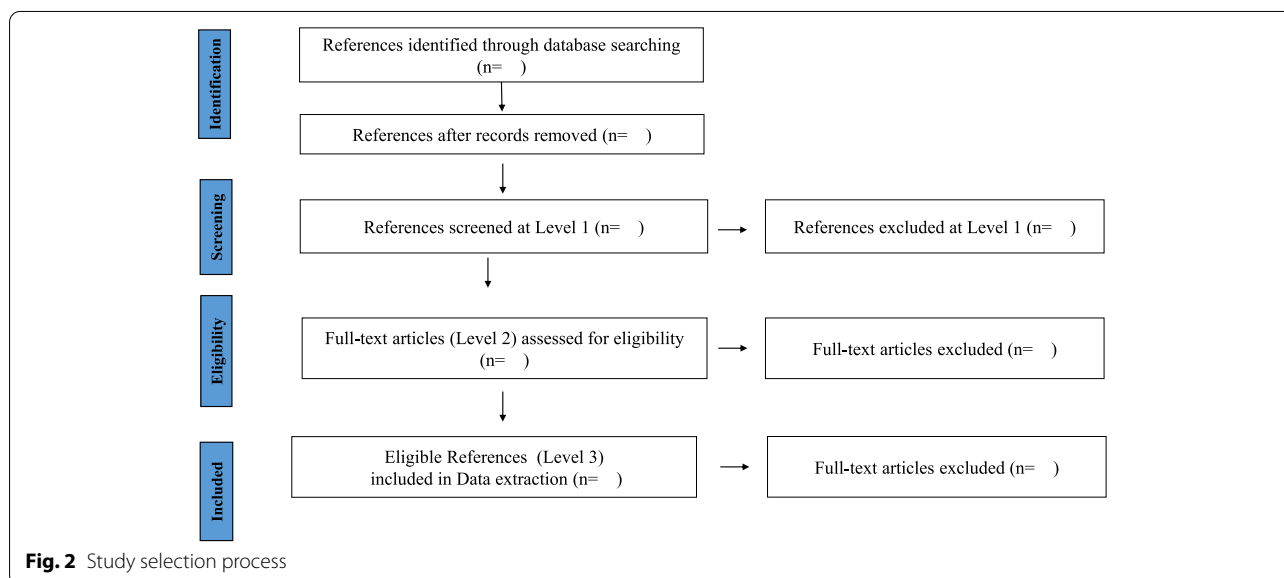 Identification
References identified through database searching
(n= )
References after records removed (n= )
Screening
References screened at Level 1 (n= )
References excluded at Level 1 (n= )
Eligibility
Full-text articles (Level 2) assessed for eligibility
(n= )
Full-text articles excluded (n= )
Included
Eligible References (Level 3)
included in Data extraction (n= )
Full-text articles excluded (n= )
Fig. 2 Study selection process